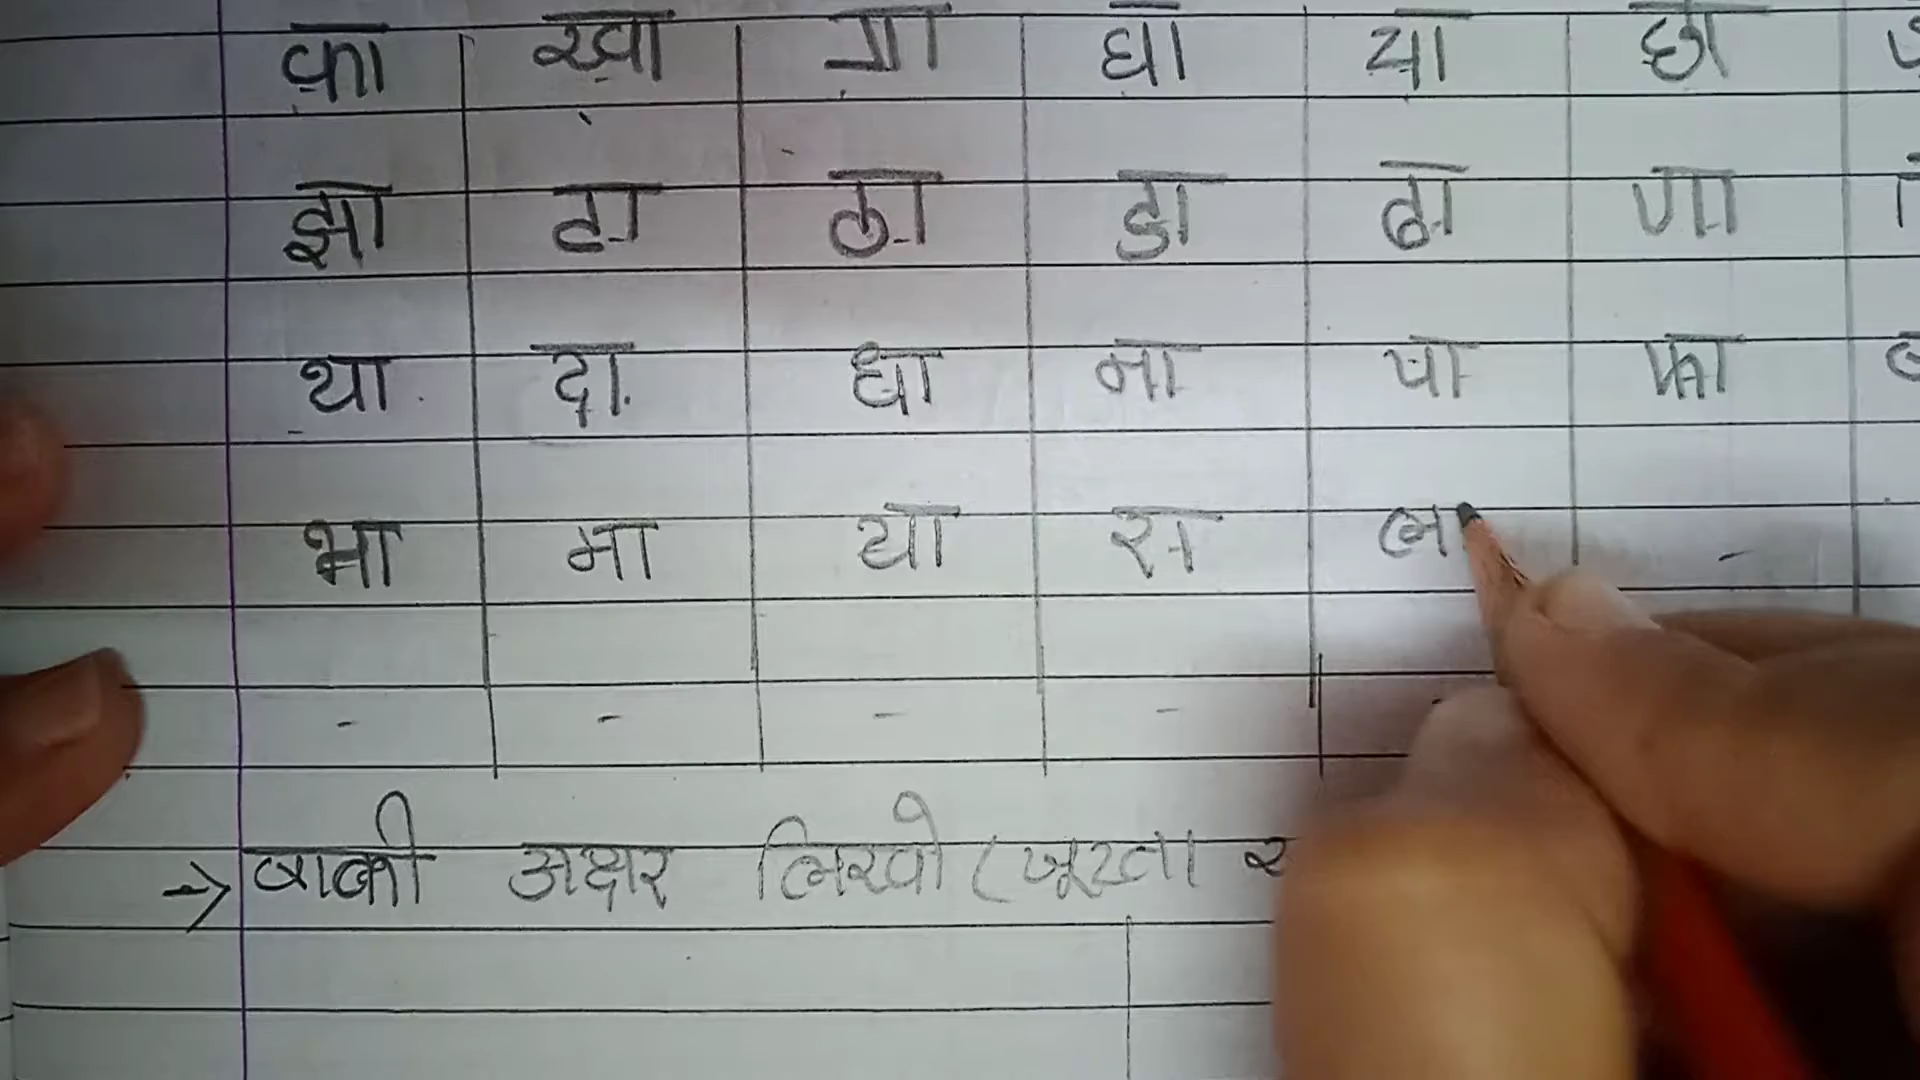 का खा गा घा चा छा
झा टा ठा डा ढा णा
था दा धा ना पा फा
भा मा या रा ला
- - - -
→ बाकी अक्षर लिखो (